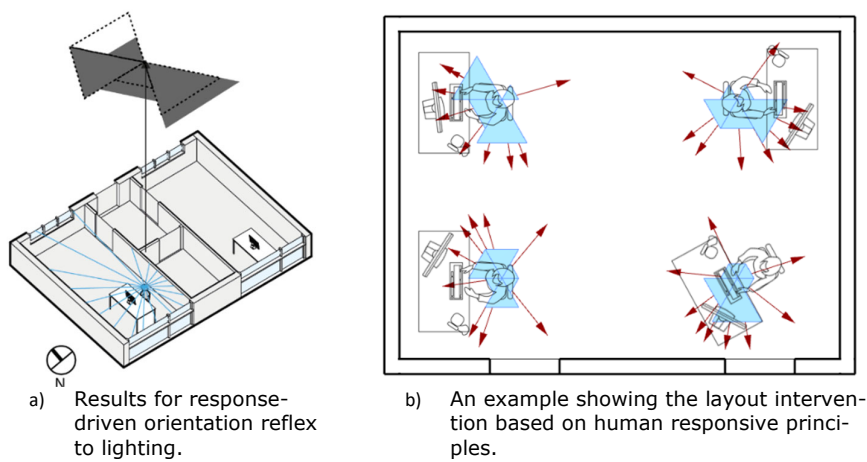 N
a) Results for response-
driven orientation reflex
to lighting.
b) An example showing the layout interven-
tion based on human responsive princi-
ples.